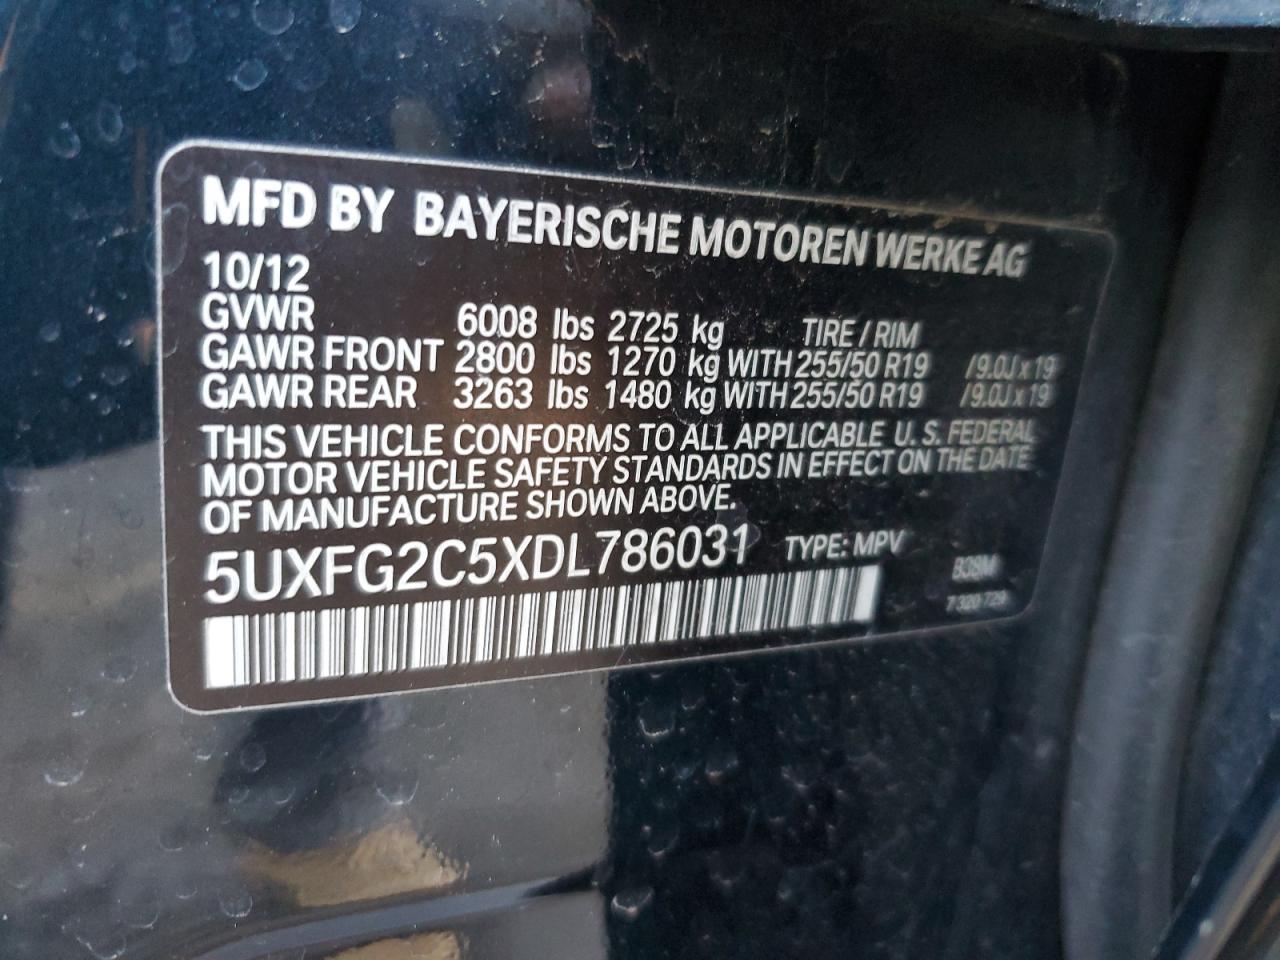 MFD BY BAYERISCHE MOTOREN WERKE AG
10/12
GVWR 6008 lbs 2725 kg TIRE / RIM
GAWR FRONT 2800 lbs 1270 kg WITH 255/50 R19 /9.0J x 19
GAWR REAR 3263 lbs 1480 kg WITH 255/50 R19 /9.0J x 19
THIS VEHICLE CONFORMS TO ALL APPLICABLE U. S. FEDERAL
MOTOR VEHICLE SAFETY STANDARDS IN EFFECT ON THE DATE
OF MANUFACTURE SHOWN ABOVE.
5UXFG2C5XDL786031 TYPE: MPV
B38M
7 320 729